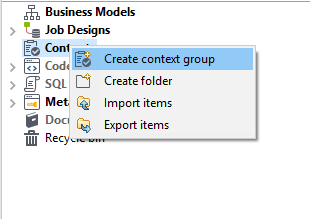 Business Models
Job Designs
Create context group
Create folder
Import items
Export items
Recycle bin